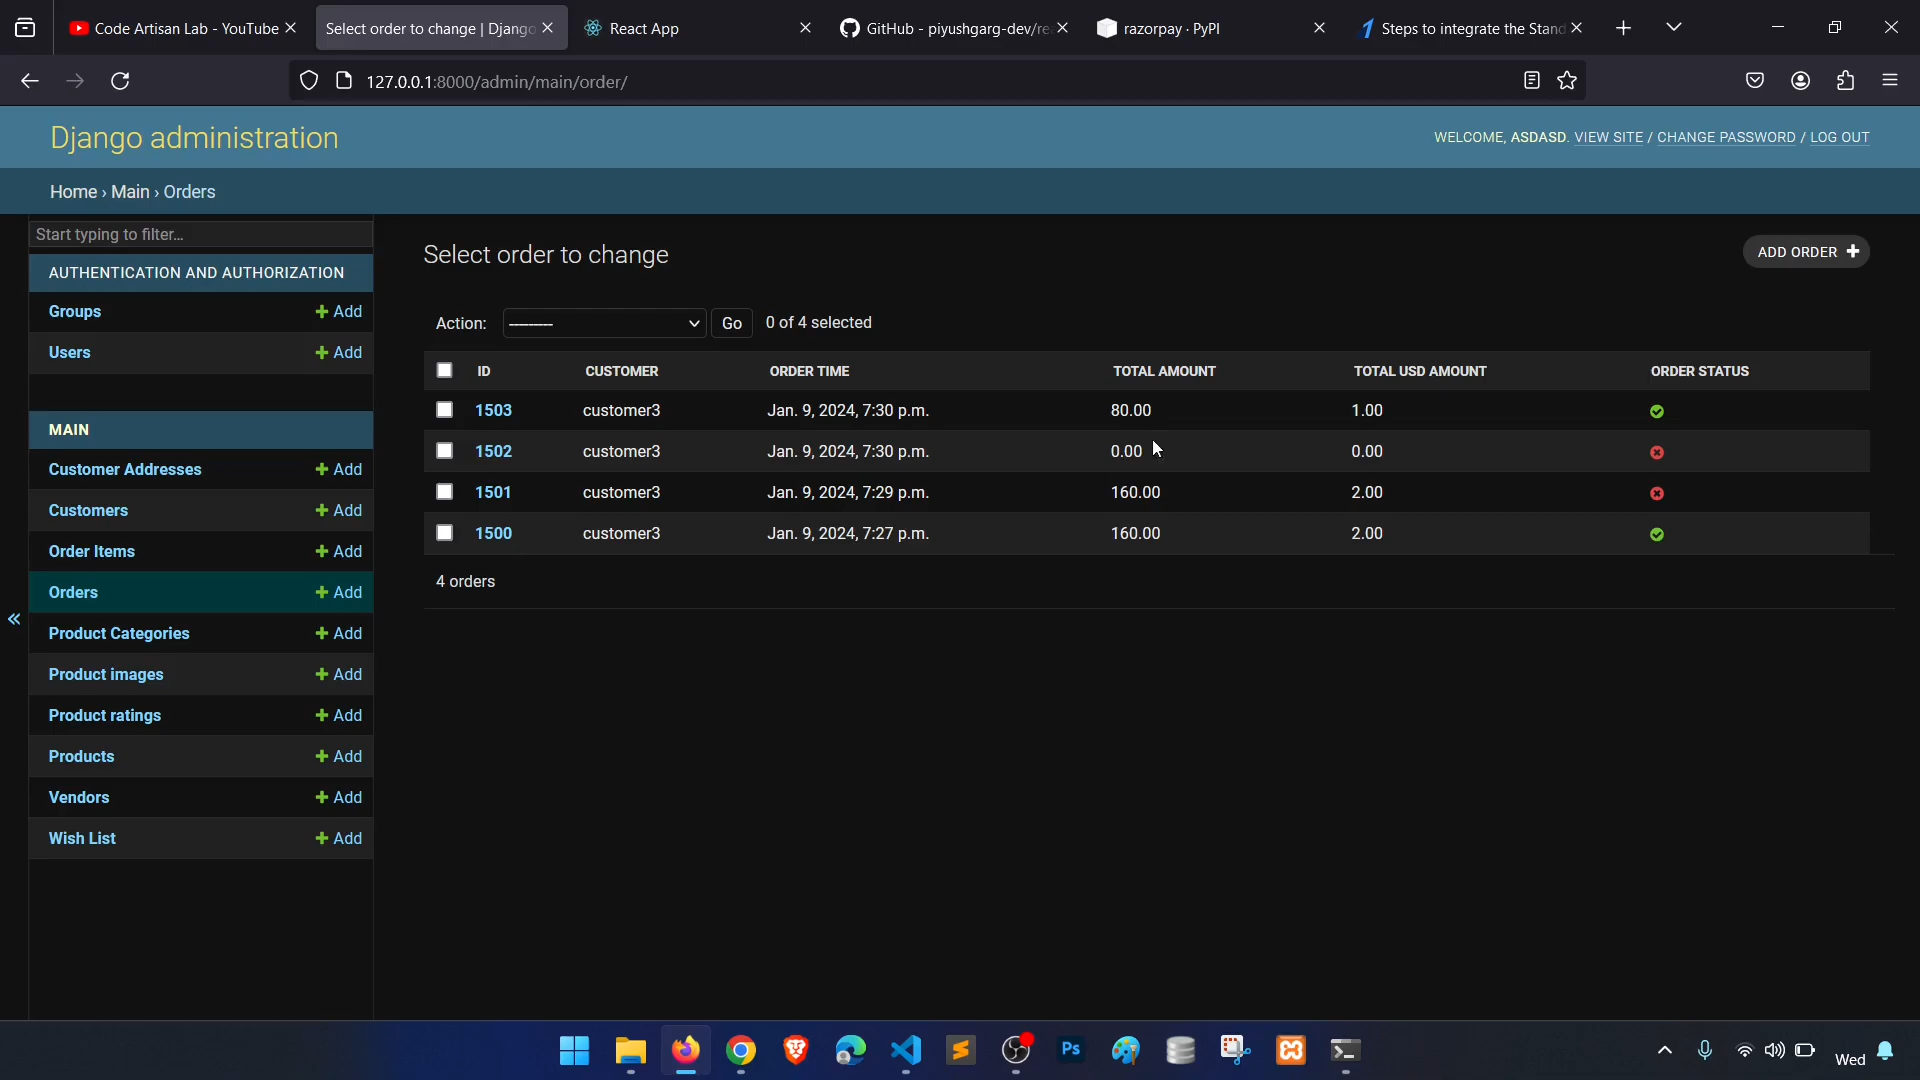 Code Artisan Lab - YouTube
Select order to change | Django
React App
GitHub - piyushgarg-dev/re
razorpay · PyPI
Steps to integrate the Stand
127.0.0.1:8000/admin/main/order/
Django administration
WELCOME, ASDASD. VIEW SITE / CHANGE PASSWORD / LOG OUT
Home › Main › Orders
Start typing to filter...
AUTHENTICATION AND AUTHORIZATION
Groups + Add
Users + Add
MAIN
Customer Addresses + Add
Customers + Add
Order Items + Add
Orders + Add
Product Categories + Add
Product images + Add
Product ratings + Add
Products + Add
Vendors + Add
Wish List + Add
«
Select order to change
ADD ORDER +
Action: --------- Go 0 of 4 selected
ID CUSTOMER ORDER TIME TOTAL AMOUNT TOTAL USD AMOUNT ORDER STATUS
1503 customer3 Jan. 9, 2024, 7:30 p.m. 80.00 1.00
1502 customer3 Jan. 9, 2024, 7:30 p.m. 0.00 0.00
1501 customer3 Jan. 9, 2024, 7:29 p.m. 160.00 2.00
1500 customer3 Jan. 9, 2024, 7:27 p.m. 160.00 2.00
4 orders
Ps
Wed